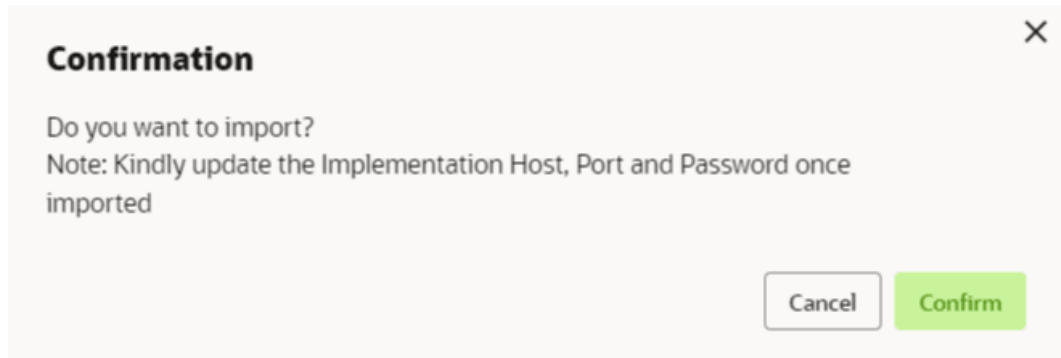 Confirmation
Do you want to import?
Note: Kindly update the Implementation Host, Port and Password once
imported
Cancel
Confirm